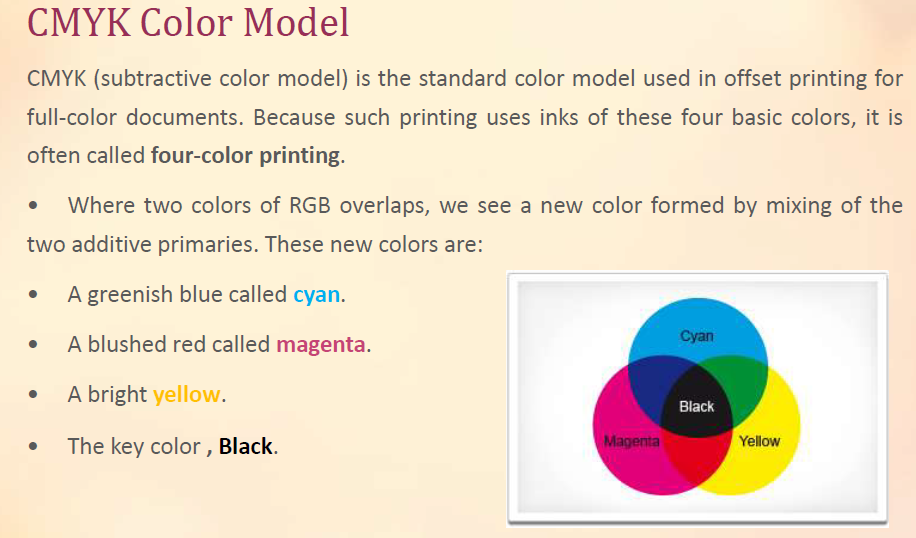 CMYK Color Model
CMYK (subtractive color model) is the standard color model used in offset printing for
full-color documents. Because such printing uses inks of these four basic colors, it is
often called four-color printing.
• Where two colors of RGB overlaps, we see a new color formed by mixing of the
two additive primaries. These new colors are:
• A greenish blue called cyan.
• A blushed red called magenta.
• A bright yellow.
• The key color , Black.
Cyan
Black
Magenta
Yellow